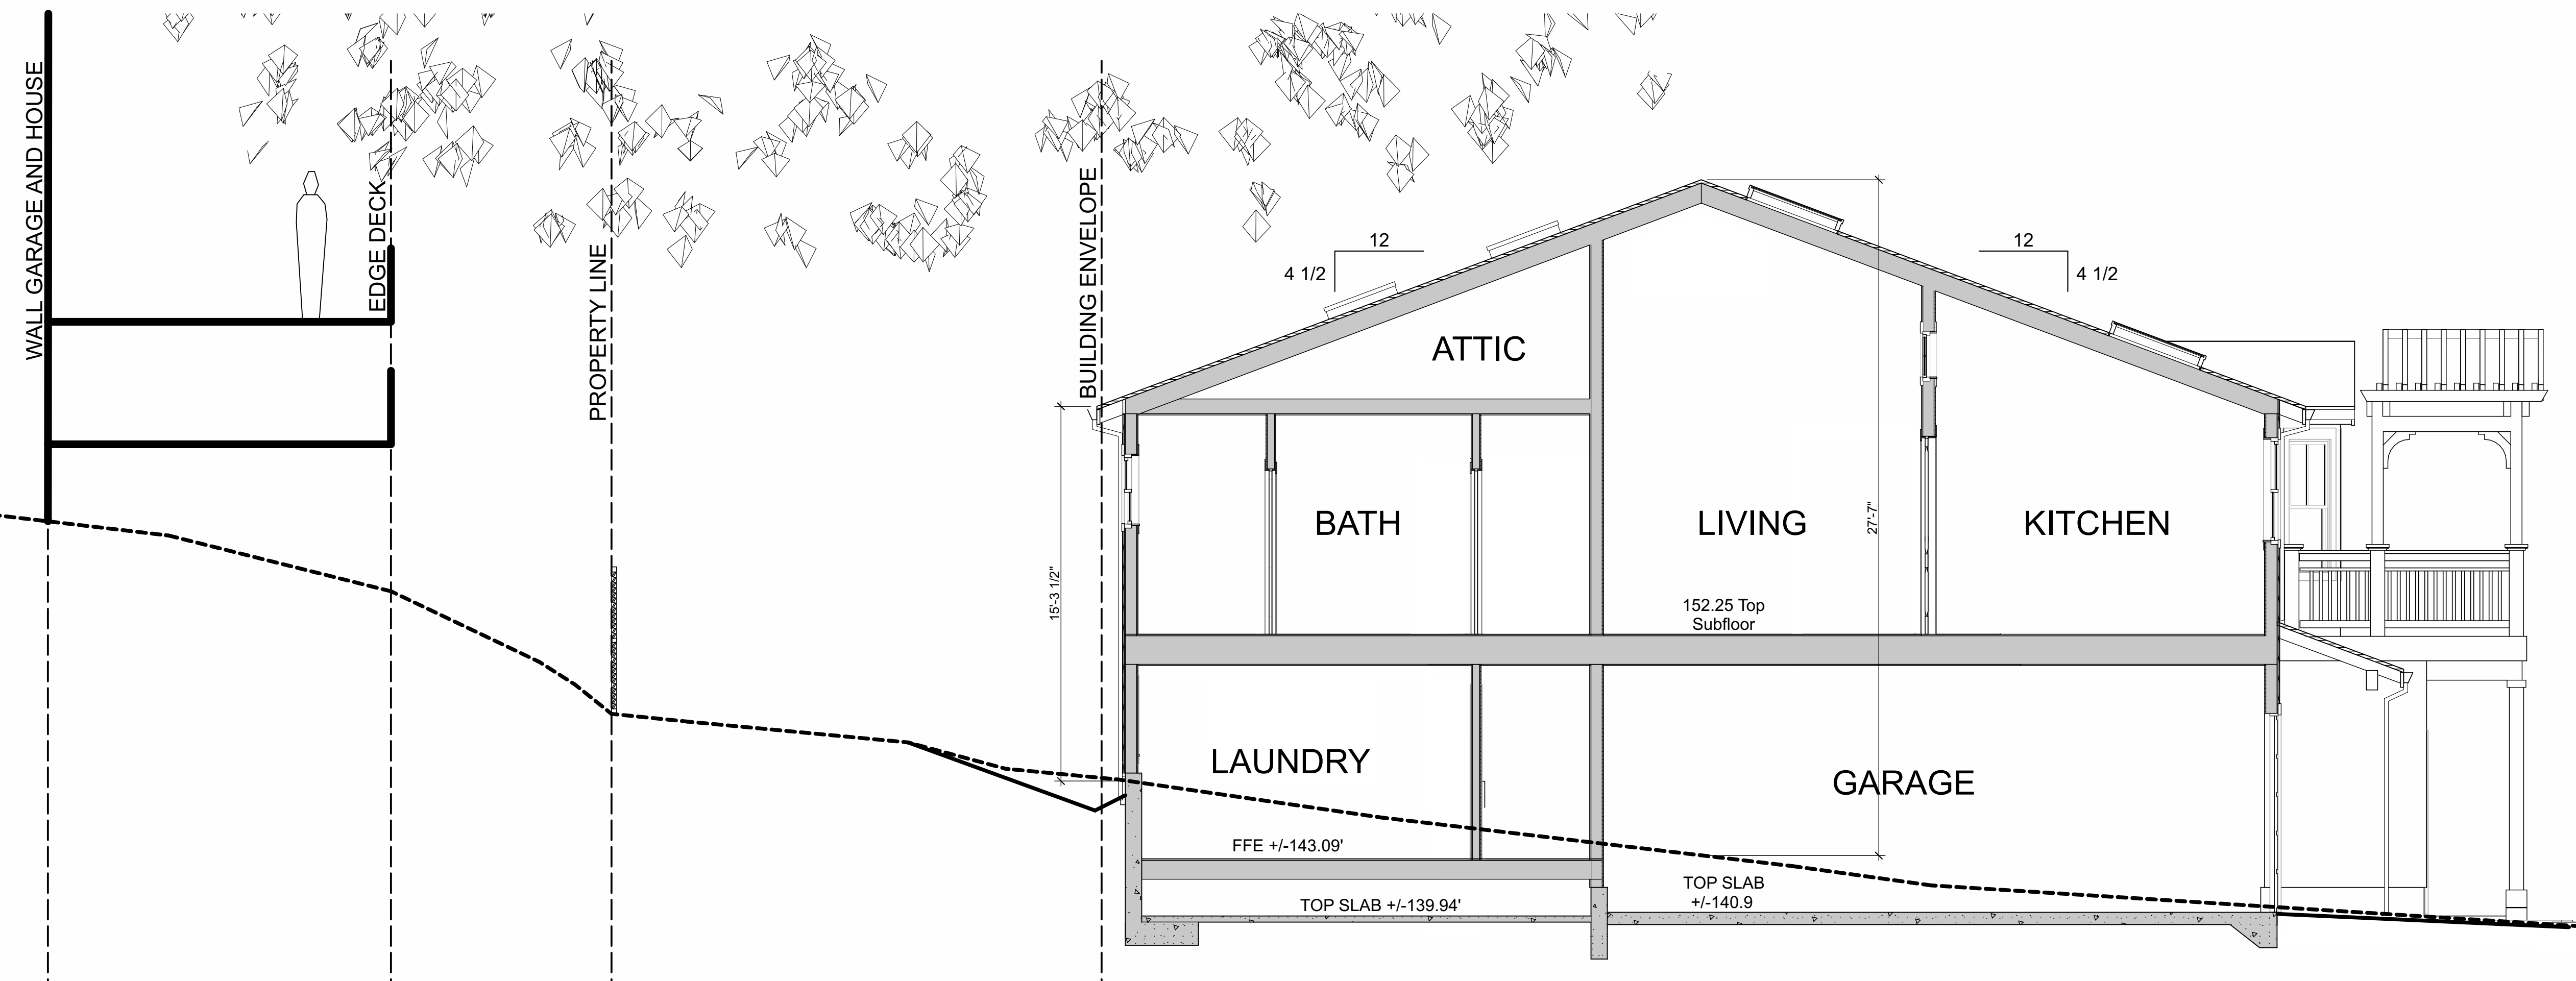 WALL GARAGE AND HOUSE
EDGE DECK
PROPERTY LINE
BUILDING ENVELOPE
12
4 1/2
12
4 1/2
ATTIC
15'-3 1/2"
BATH
LIVING
27'-7"
KITCHEN
152.25 Top
Subfloor
LAUNDRY
GARAGE
FFE +/-143.09'
TOP SLAB +/-139.94'
TOP SLAB
+/-140.9